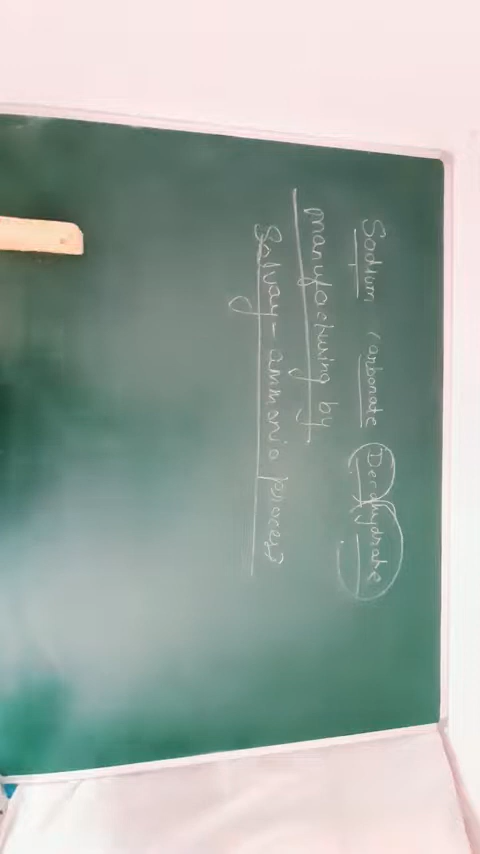 Sodium Carbonate Decahydrate
manufacturing by
Solvay-ammonia process